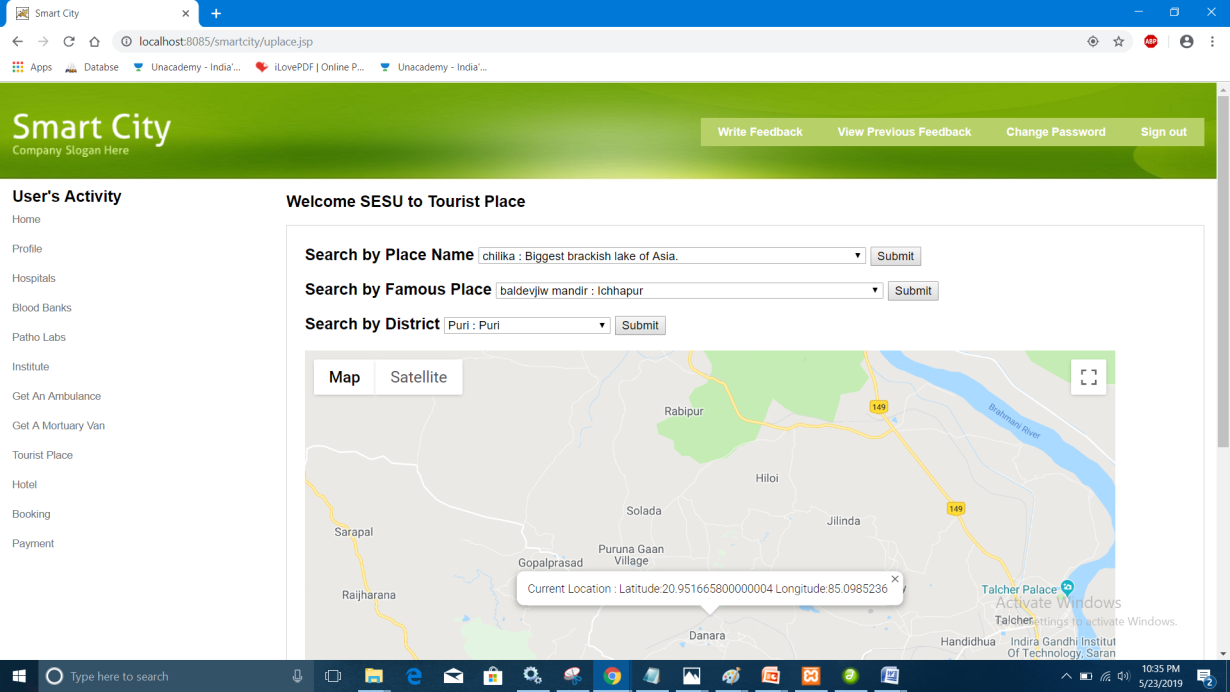 Smart City
localhost:8085/smartcity/uplace.jsp
ABP
Apps Databse Unacademy - India'... iLovePDF | Online P... Unacademy - India'...
Smart City
Company Slogan Here
Write Feedback View Previous Feedback Change Password Sign out
User's Activity
Home
Profile
Hospitals
Blood Banks
Patho Labs
Institute
Get An Ambulance
Get A Mortuary Van
Tourist Place
Hotel
Booking
Payment
Welcome SESU to Tourist Place
Search by Place Name chilika : Biggest brackish lake of Asia. Submit
Search by Famous Place baldevjiw mandir : Ichhapur Submit
Search by District Puri : Puri Submit
Map Satellite
Rabipur
149
Brahmani River
Hiloi
Solada
149
Jilinda
Sarapal
Puruna Gaan
Village
Gopalprasad
Current Location : Latitude:20.951665800000004 Longitude:85.0985236
Raijharana
Talcher Palace
Activate Windows
Talcher
ettings to activate Windows.
Danara
Handidhua
Indira Gandhi Institut
Of Technology, Saran
Type here to search
10:35 PM
5/23/2019
2